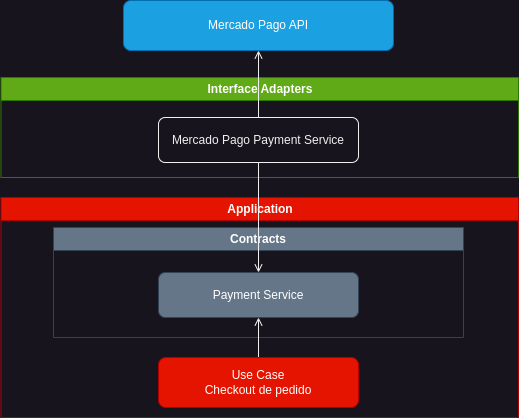 Mercado Pago API
Interface Adapters
Mercado Pago Payment Service
Application
Contracts
Payment Service
Use Case
Checkout de pedido